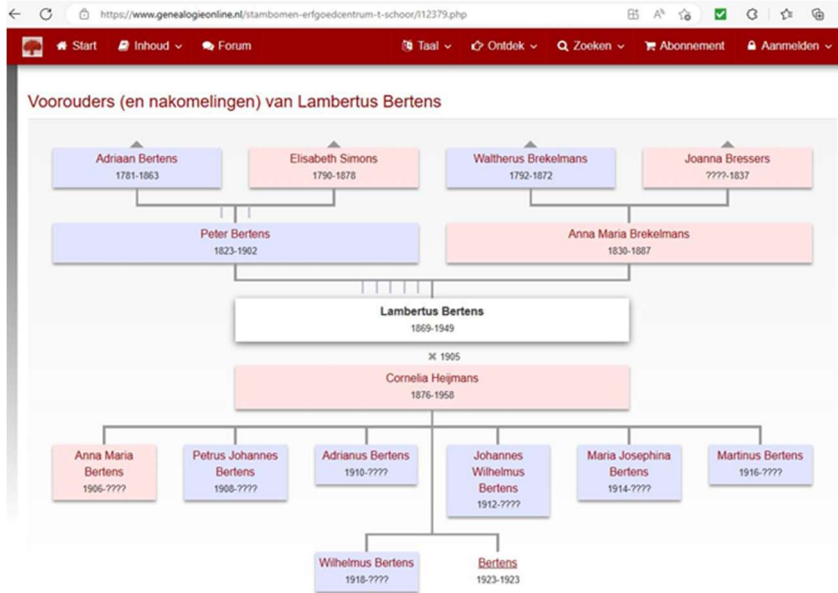 https://www.genealogieonline.nl/stambomen-erfgoedcentrum-t-schoor/I12379.php
Start Inhoud Forum Taal Ontdek Zoeken Abonnement Aanmelden
Voorouders (en nakomelingen) van Lambertus Bertens
Adriaan Bertens
1781-1863
Elisabeth Simons
1790-1878
Waltherus Brekelmans
1792-1872
Joanna Bressers
????-1837
Peter Bertens
1823-1902
Anna Maria Brekelmans
1830-1887
Lambertus Bertens
1869-1949
1905
Cornelia Heijmans
1876-1958
Anna Maria
Bertens
1906-????
Petrus Johannes
Bertens
1908-????
Adrianus Bertens
1910-????
Johannes
Wilhelmus
Bertens
1912-????
Maria Josephina
Bertens
1914-????
Martinus Bertens
1916-????
Wilhelmus Bertens
1918-????
Bertens
1923-1923